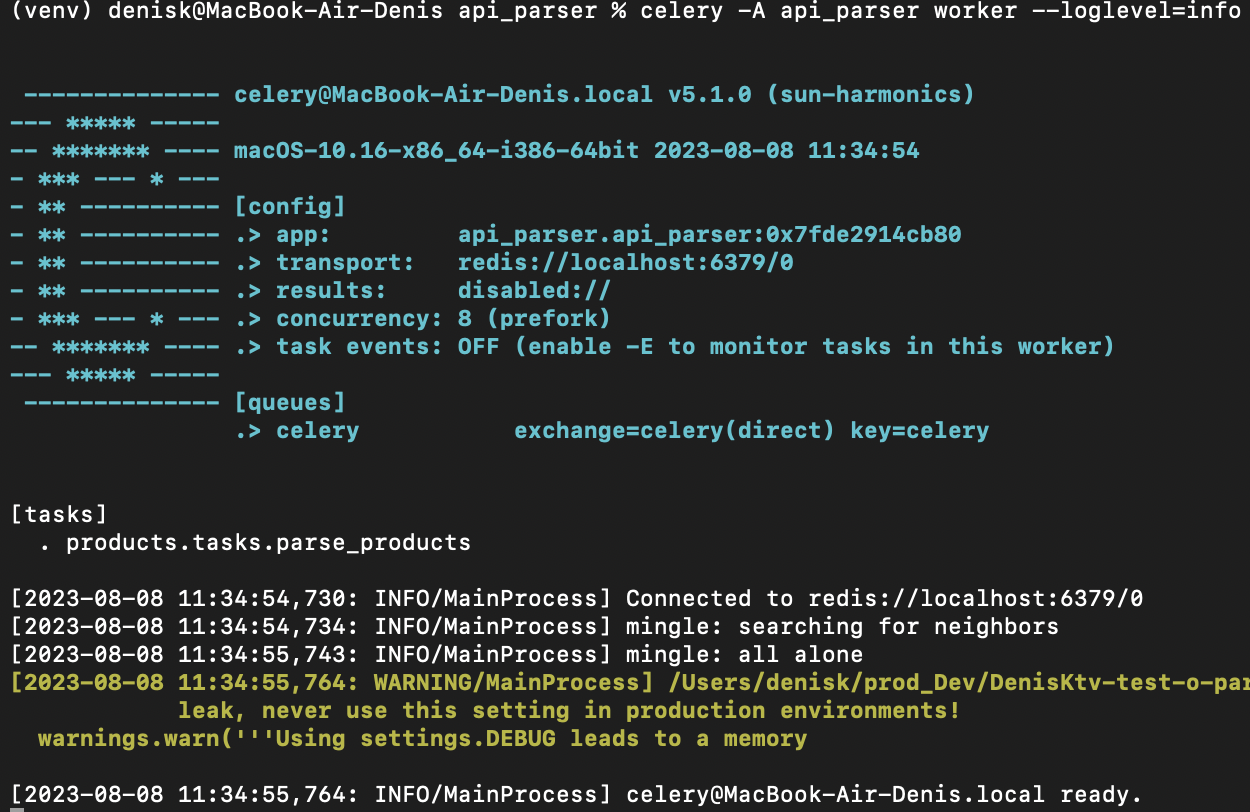 (venv) denisk@MacBook-Air-Denis api_parser % celery -A api_parser worker --loglevel=info
 -------------- celery@MacBook-Air-Denis.local v5.1.0 (sun-harmonics)
--- ***** -----
-- ******* ---- macOS-10.16-x86_64-i386-64bit 2023-08-08 11:34:54
- *** --- * ---
- ** ---------- [config]
- ** ---------- .> app:         api_parser.api_parser:0x7fde2914cb80
- ** ---------- .> transport:   redis://localhost:6379/0
- ** ---------- .> results:     disabled://
- *** --- * --- .> concurrency: 8 (prefork)
-- ******* ---- .> task events: OFF (enable -E to monitor tasks in this worker)
--- ***** -----
 -------------- [queues]
                .> celery           exchange=celery(direct) key=celery
[tasks]
  . products.tasks.parse_products
[2023-08-08 11:34:54,730: INFO/MainProcess] Connected to redis://localhost:6379/0
[2023-08-08 11:34:54,734: INFO/MainProcess] mingle: searching for neighbors
[2023-08-08 11:34:55,743: INFO/MainProcess] mingle: all alone
[2023-08-08 11:34:55,764: WARNING/MainProcess] /Users/denisk/prod_Dev/DenisKtv-test-o-par
            leak, never use this setting in production environments!
  warnings.warn('''Using settings.DEBUG leads to a memory
[2023-08-08 11:34:55,764: INFO/MainProcess] celery@MacBook-Air-Denis.local ready.